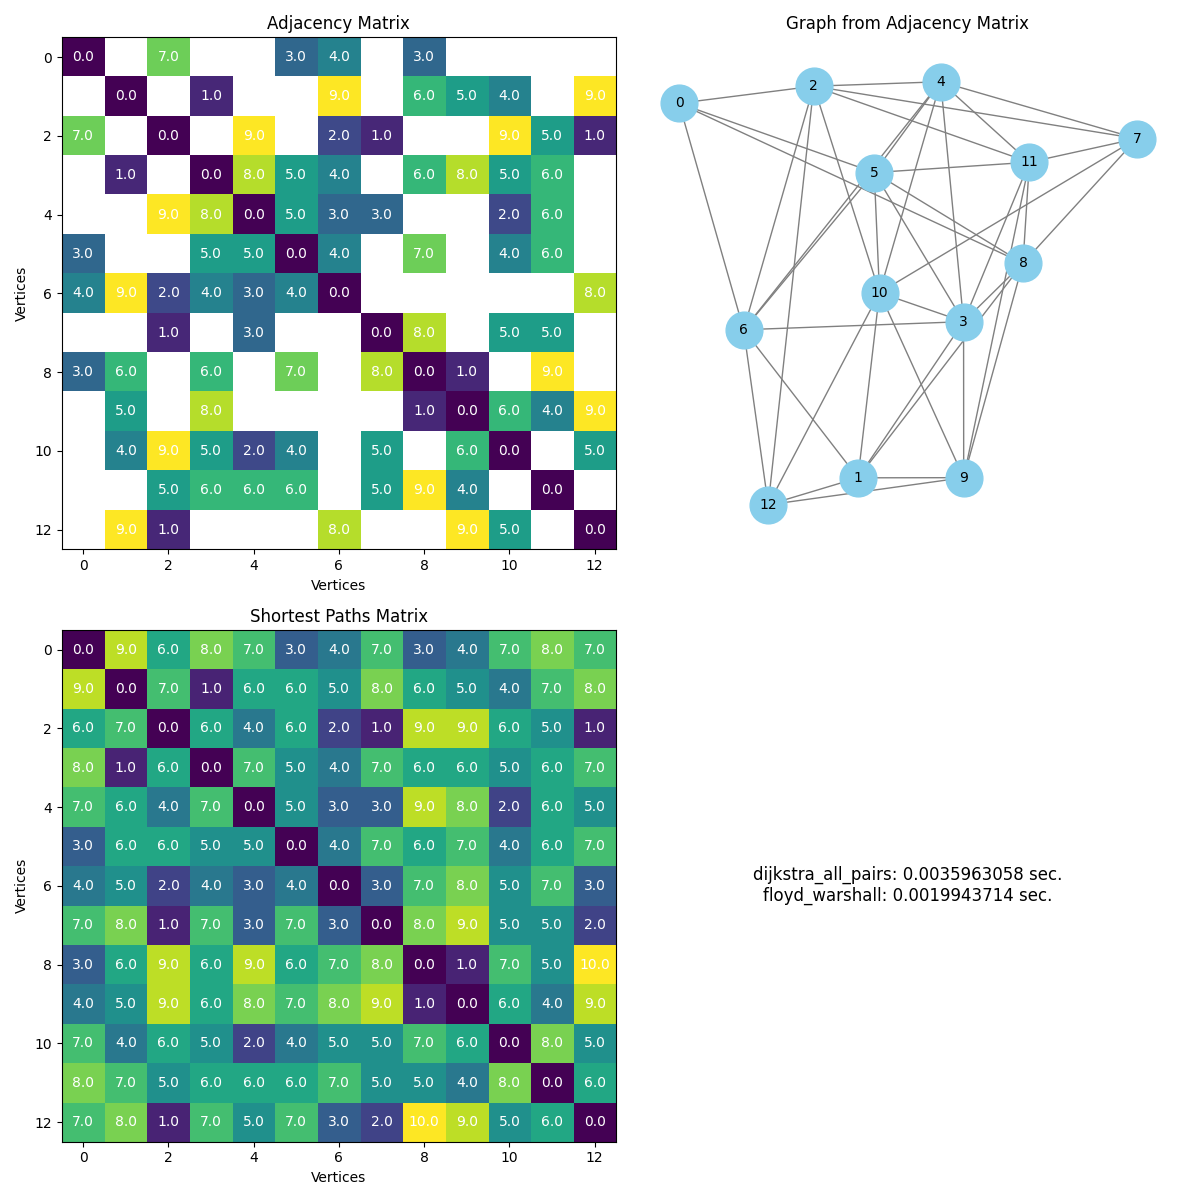 Adjacency Matrix
0 0.0 7.0 3.0 4.0 3.0
0.0 1.0 9.0 6.0 5.0 4.0 9.0
2 7.0 0.0 9.0 2.0 1.0 9.0 5.0 1.0
1.0 0.0 8.0 5.0 4.0 6.0 8.0 5.0 6.0
4 9.0 8.0 0.0 5.0 3.0 3.0 2.0 6.0
3.0 5.0 5.0 0.0 4.0 7.0 4.0 6.0
6 4.0 9.0 2.0 4.0 3.0 4.0 0.0 8.0
1.0 3.0 0.0 8.0 5.0 5.0
8 3.0 6.0 6.0 7.0 8.0 0.0 1.0 9.0
5.0 8.0 1.0 0.0 6.0 4.0 9.0
10 4.0 9.0 5.0 2.0 4.0 5.0 6.0 0.0 5.0
5.0 6.0 6.0 6.0 5.0 9.0 4.0 0.0
12 9.0 1.0 8.0 9.0 5.0 0.0
0 2 4 6 8 10 12
Vertices
Vertices
Graph from Adjacency Matrix
4
2
0
7
11
5
8
10
3
6
1
9
12
Shortest Paths Matrix
0 0.0 9.0 6.0 8.0 7.0 3.0 4.0 7.0 3.0 4.0 7.0 8.0 7.0
9.0 0.0 7.0 1.0 6.0 6.0 5.0 8.0 6.0 5.0 4.0 7.0 8.0
2 6.0 7.0 0.0 6.0 4.0 6.0 2.0 1.0 9.0 9.0 6.0 5.0 1.0
8.0 1.0 6.0 0.0 7.0 5.0 4.0 7.0 6.0 6.0 5.0 6.0 7.0
4 7.0 6.0 4.0 7.0 0.0 5.0 3.0 3.0 9.0 8.0 2.0 6.0 5.0
3.0 6.0 6.0 5.0 5.0 0.0 4.0 7.0 6.0 7.0 4.0 6.0 7.0
6 4.0 5.0 2.0 4.0 3.0 4.0 0.0 3.0 7.0 8.0 5.0 7.0 3.0
7.0 8.0 1.0 7.0 3.0 7.0 3.0 0.0 8.0 9.0 5.0 5.0 2.0
8 3.0 6.0 9.0 6.0 9.0 6.0 7.0 8.0 0.0 1.0 7.0 5.0 10.0
4.0 5.0 9.0 6.0 8.0 7.0 8.0 9.0 1.0 0.0 6.0 4.0 9.0
10 7.0 4.0 6.0 5.0 2.0 4.0 5.0 5.0 7.0 6.0 0.0 8.0 5.0
8.0 7.0 5.0 6.0 6.0 6.0 7.0 5.0 5.0 4.0 8.0 0.0 6.0
12 7.0 8.0 1.0 7.0 5.0 7.0 3.0 2.0 10.0 9.0 5.0 6.0 0.0
0 2 4 6 8 10 12
Vertices
Vertices
dijkstra_all_pairs: 0.0035963058 sec.
floyd_warshall: 0.0019943714 sec.